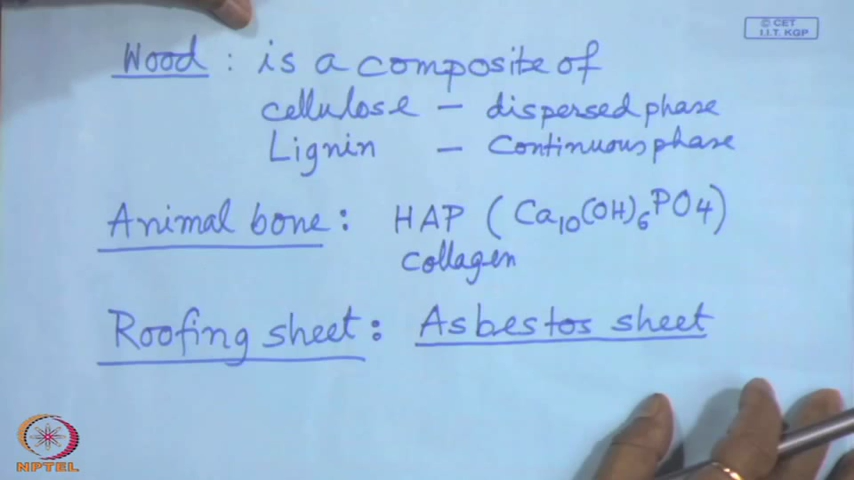 © CET
I.I.T. KGP
Wood : is a composite of
cellulose – dispersed phase
Lignin – Continuous phase
Animal bone : HAP ( Ca10(OH)6PO4)
collagen
Roofing sheet : Asbestos sheet
NPTEL